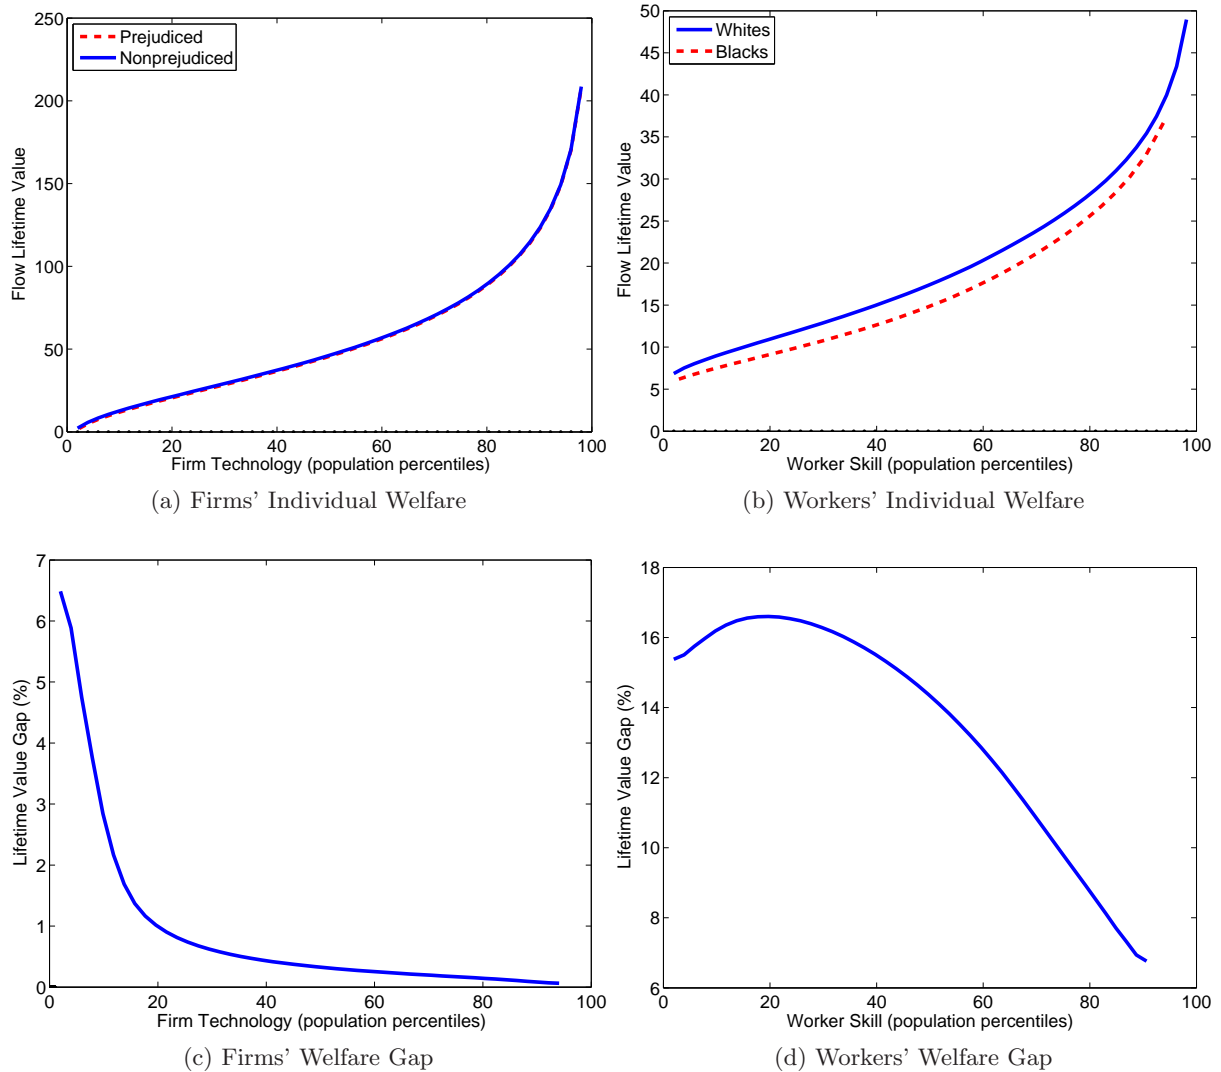 250
200
150
100
50
0
Flow Lifetime Value
Prejudiced
Nonprejudiced
0 20 40 60 80 100
Firm Technology (population percentiles)
(a) Firms' Individual Welfare
50
45
40
35
30
25
20
15
10
5
0
Flow Lifetime Value
Whites
Blacks
0 20 40 60 80 100
Worker Skill (population percentiles)
(b) Workers' Individual Welfare
7
6
5
4
3
2
1
0
Lifetime Value Gap (%)
0 20 40 60 80 100
Firm Technology (population percentiles)
(c) Firms' Welfare Gap
18
16
14
12
10
8
6
Lifetime Value Gap (%)
0 20 40 60 80 100
Worker Skill (population percentiles)
(d) Workers' Welfare Gap